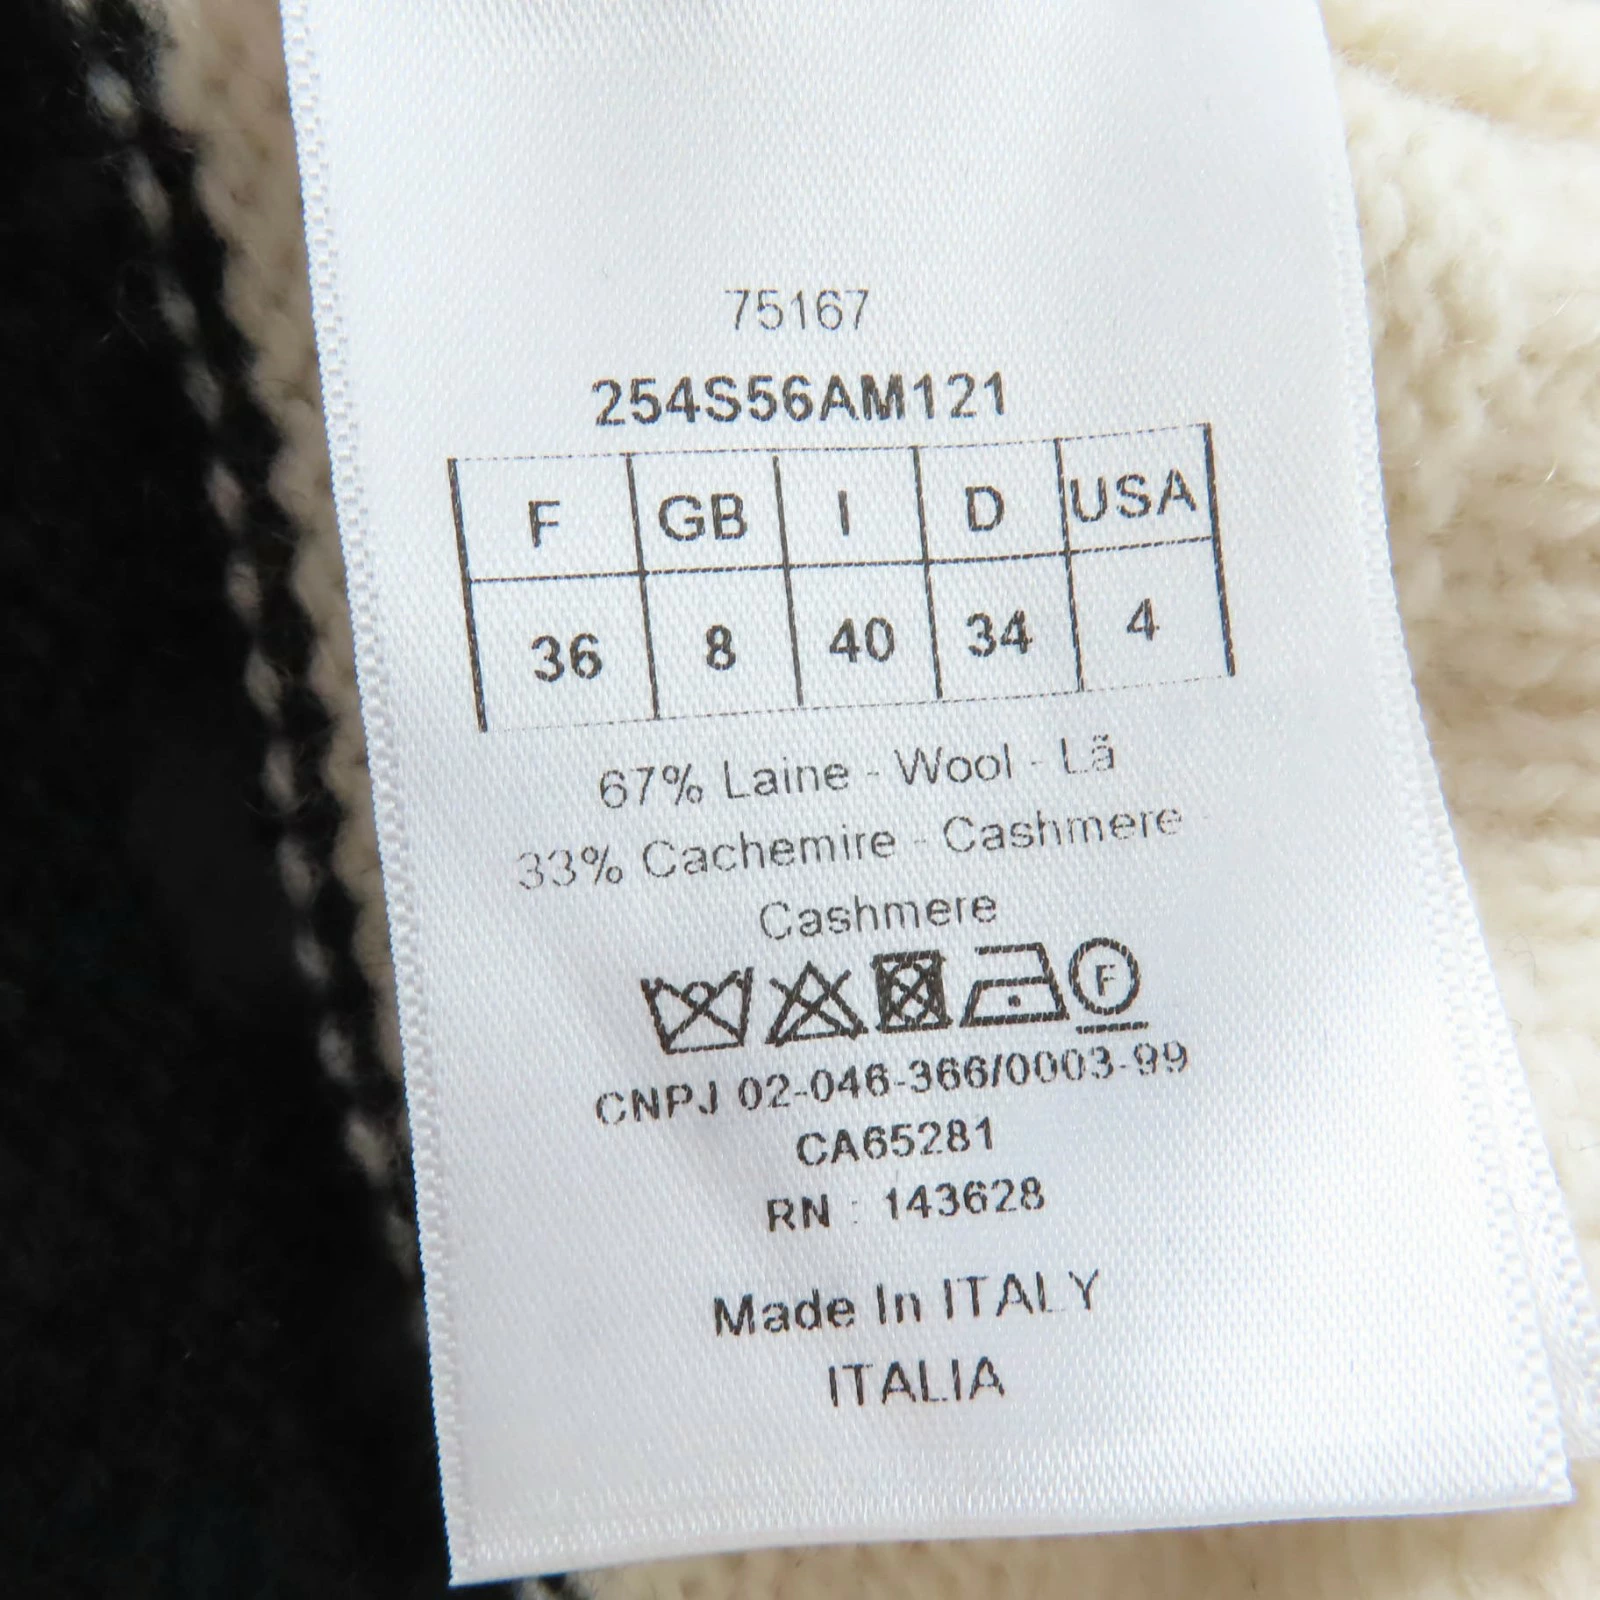 75167
254S56AM121
F GB I D USA
36 8 40 34 4
67% Laine - Wool - Lã
33% Cachemire - Cashmere -
Cashmere
F
CNPJ 02-046-366/0003-99
CA65281
RN : 143628
Made In ITALY
ITALIA